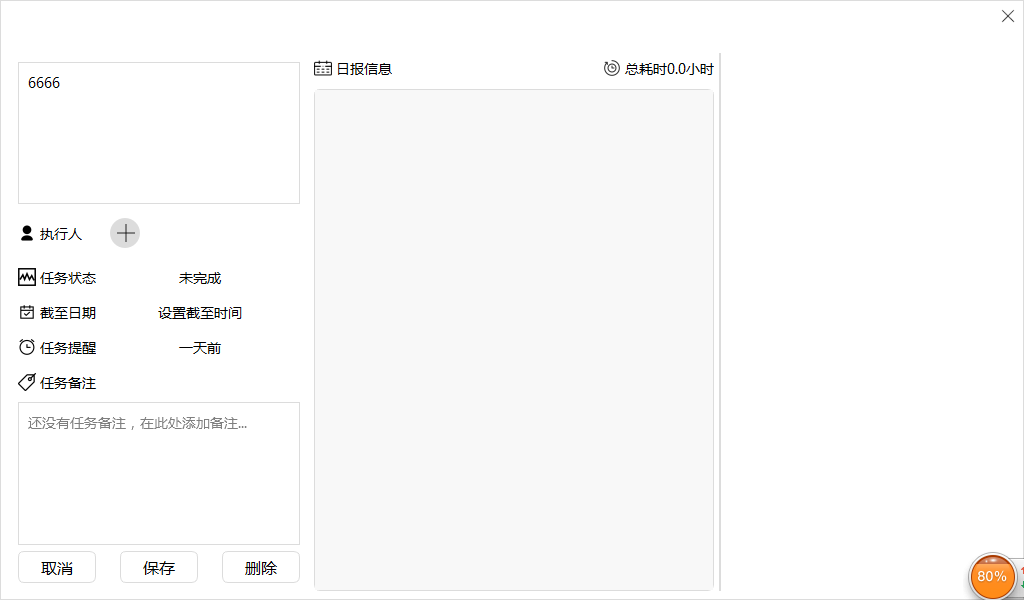 6666
执行人
任务状态 未完成
截至日期 设置截至时间
任务提醒 一天前
任务备注
还没有任务备注，在此处添加备注...
取消 保存 删除
日报信息 总耗时0.0小时
80%